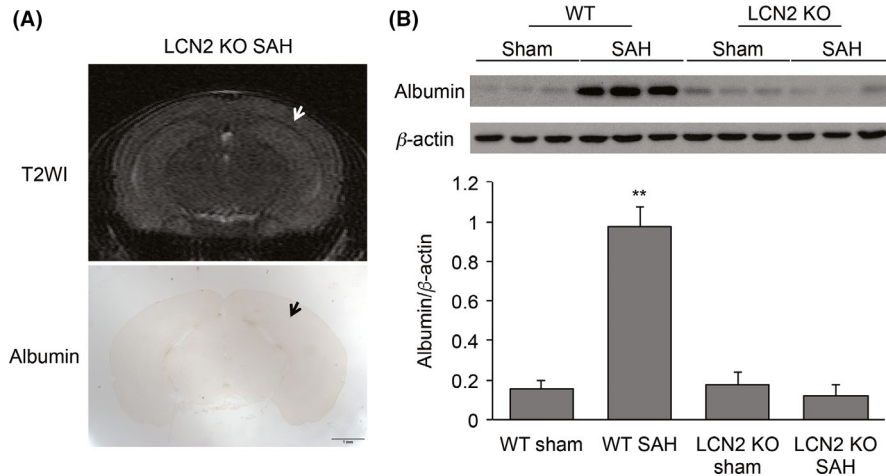 (A)
LCN2 KO SAH
T2WI
Albumin
1 mm
(B)
WT LCN2 KO
Sham SAH Sham SAH
Albumin
β-actin
Albumin/β-actin
1.2
1
0.8
0.6
0.4
0.2
0
**
WT sham WT SAH LCN2 KO LCN2 KO
sham SAH